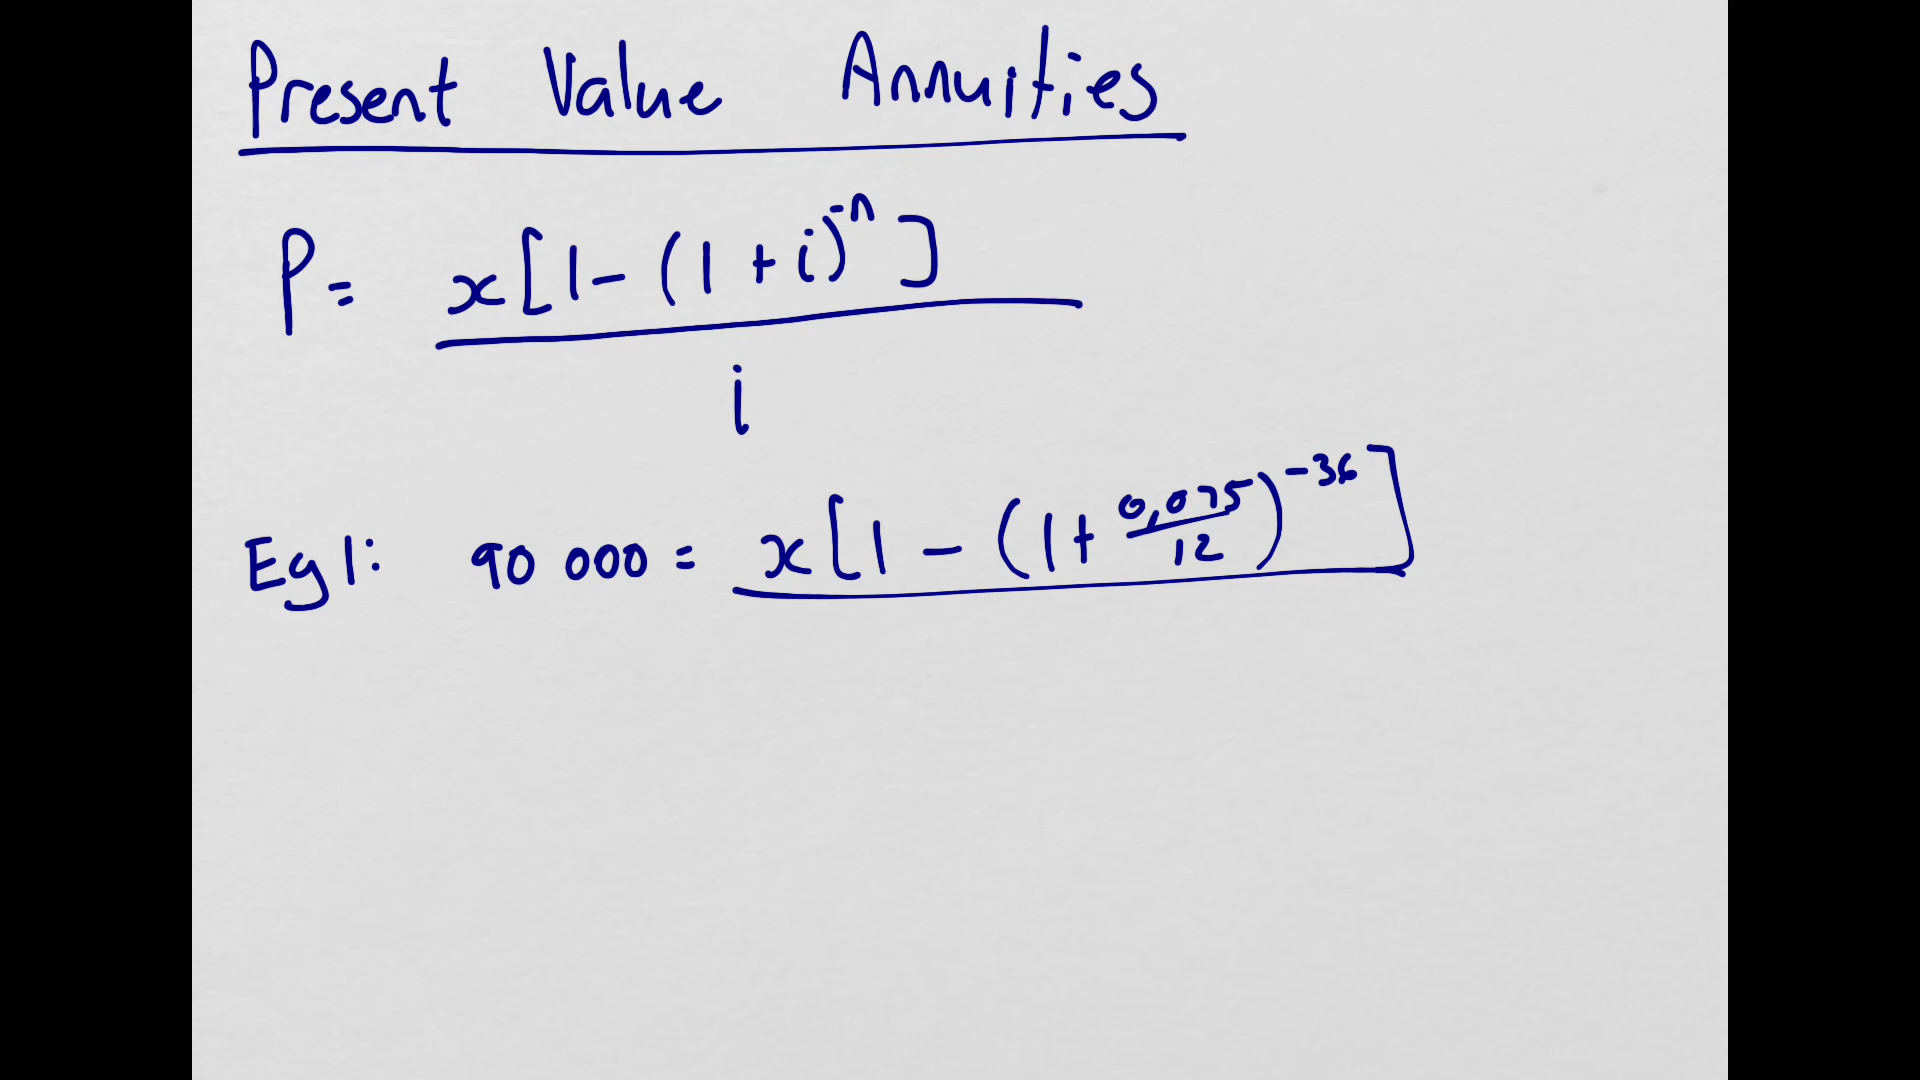 Present Value Annuities
P = x[1-(1+i)^-n]
i
Eg 1: 90 000 = x[1-(1+0,075/12)^-36]